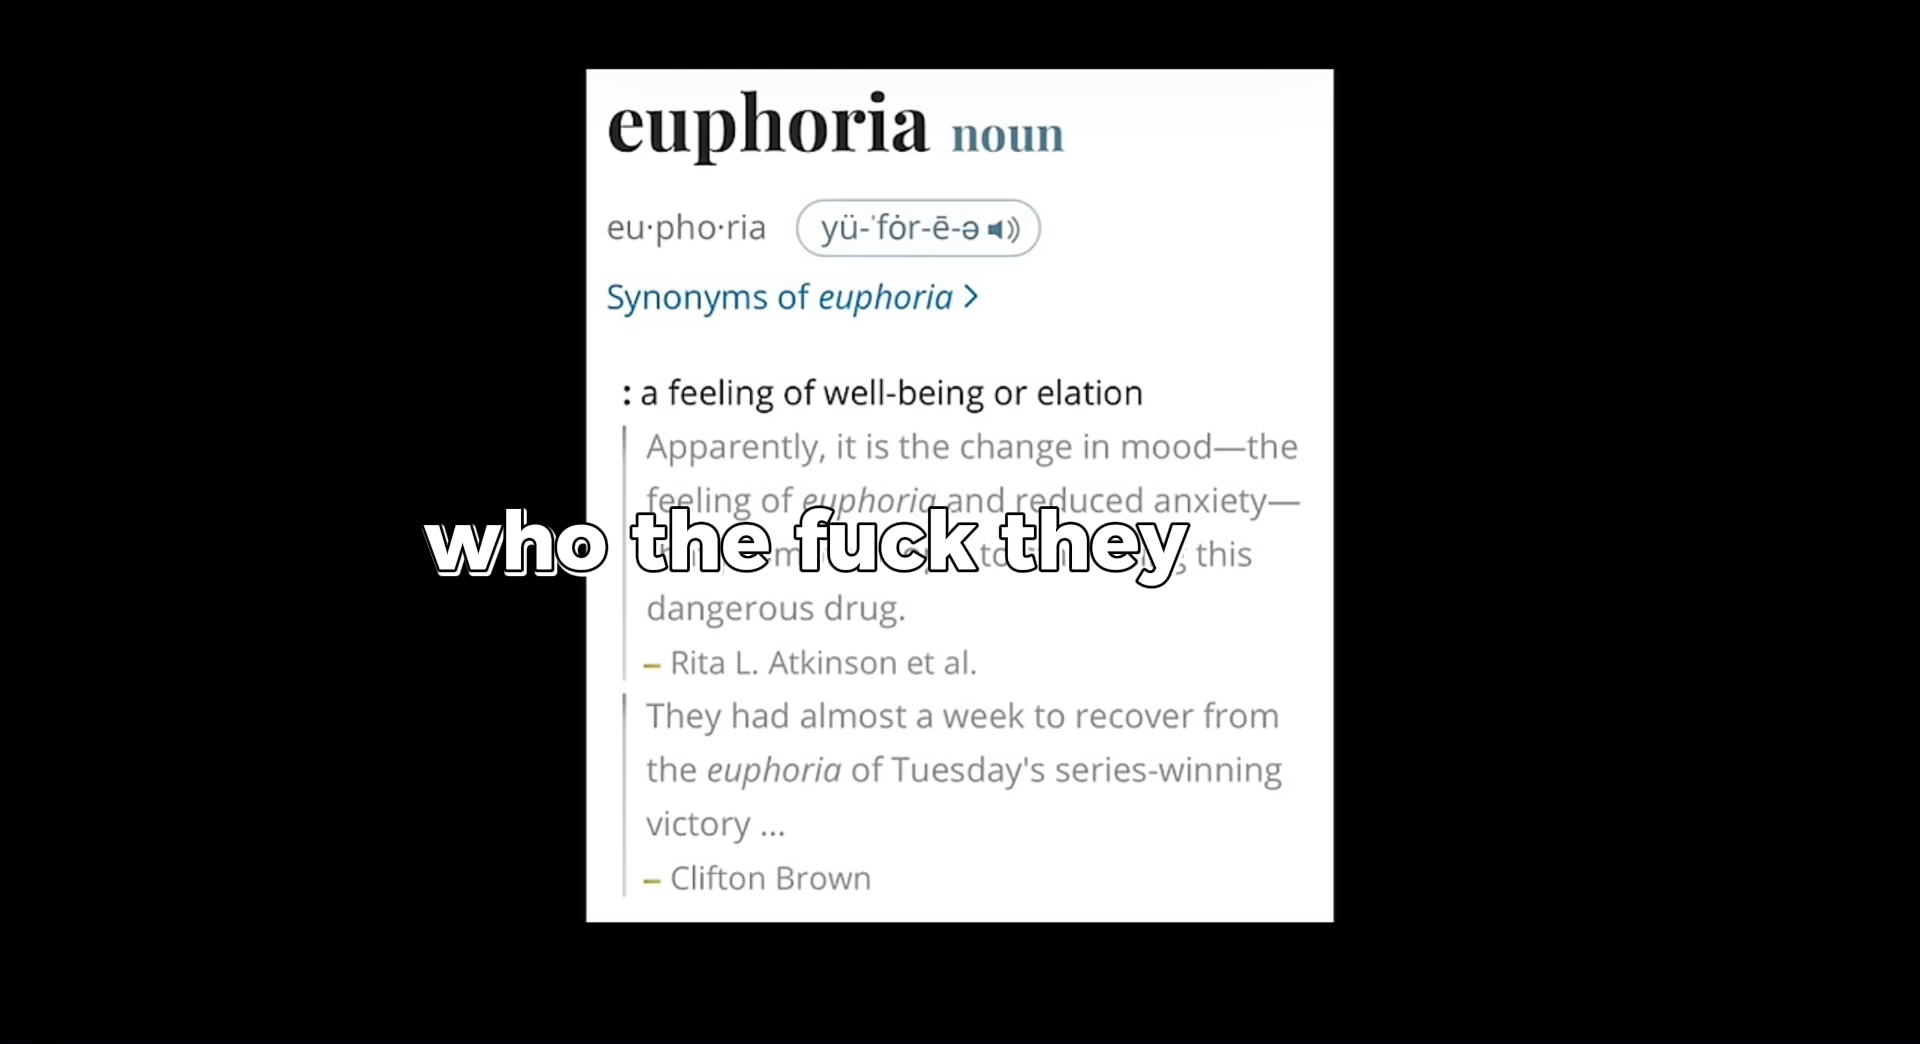 euphoria noun
eu·pho·ria yü-ˈfȯr-ē-ə
Synonyms of euphoria >
: a feeling of well-being or elation
Apparently, it is the change in mood—the
feeling of euphoria and reduced anxiety—
who the fuck they
this
dangerous drug.
– Rita L. Atkinson et al.
They had almost a week to recover from
the euphoria of Tuesday's series-winning
victory ...
– Clifton Brown